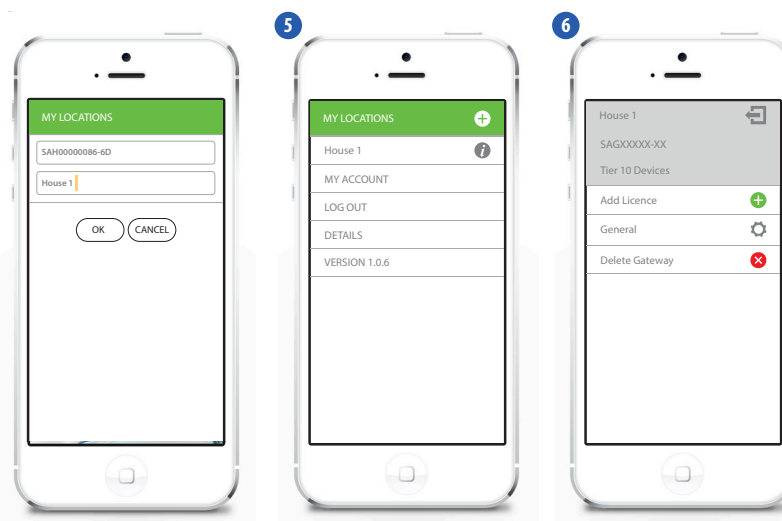 MY LOCATIONS
SAH00000086-6D
House 1
OK
CANCEL
5
MY LOCATIONS
House 1
i
MY ACCOUNT
LOG OUT
DETAILS
VERSION 1.0.6
6
House 1
SAGXXXXX-XX
Tier 10 Devices
Add Licence
General
Delete Gateway